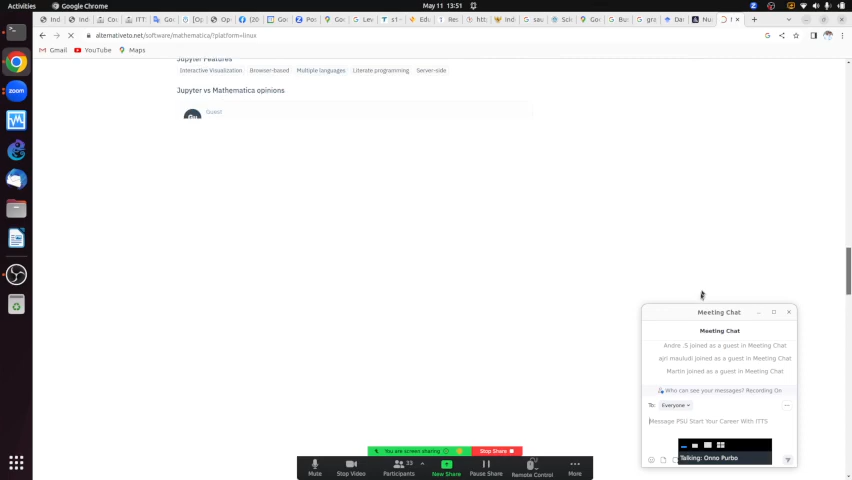 Activities
Google Chrome
May 11 13:51
alternativeto.net/software/mathematica/?platform=linux
Gmail YouTube Maps
Jupyter Features
Interactive Visualization Browser-based Multiple languages Literate programming Server-side
Jupyter vs Mathematica opinions
Gu Guest
Meeting Chat
Meeting Chat
Andre .S joined as a guest in Meeting Chat
ajri mauludi joined as a guest in Meeting Chat
Martin joined as a guest in Meeting Chat
Who can see your messages? Recording On
To: Everyone
Message PSU Start Your Career With ITTS
Talking: Onno Purbo
You are screen sharing Stop Share
33
Mute Stop Video Participants New Share Pause Share Remote Control More